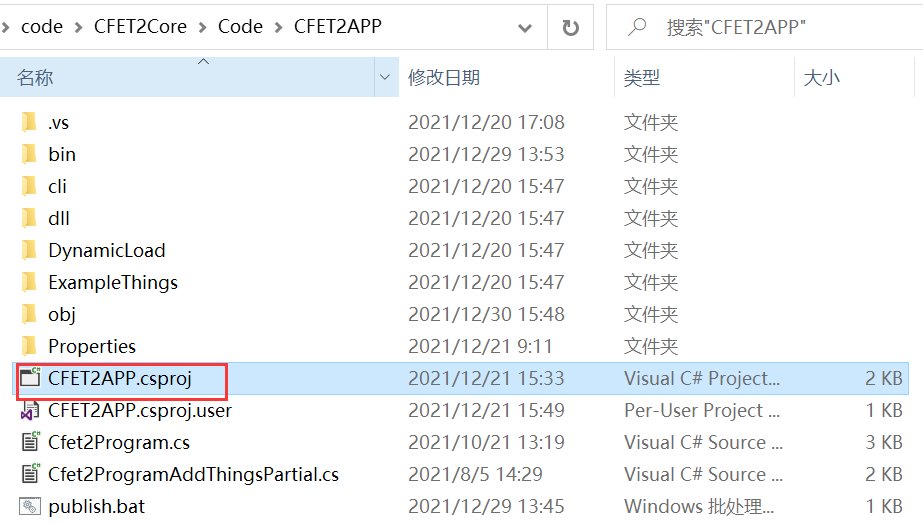 code CFET2Core Code CFET2APP 搜索"CFET2APP"
名称 修改日期 类型 大小
.vs 2021/12/20 17:08 文件夹
bin 2021/12/29 13:53 文件夹
cli 2021/12/20 15:47 文件夹
dll 2021/12/20 15:47 文件夹
DynamicLoad 2021/12/20 15:47 文件夹
ExampleThings 2021/12/20 15:47 文件夹
obj 2021/12/30 15:48 文件夹
Properties 2021/12/21 9:11 文件夹
CFET2APP.csproj 2021/12/21 15:33 Visual C# Project... 2 KB
CFET2APP.csproj.user 2021/12/21 15:49 Per-User Project ... 1 KB
Cfet2Program.cs 2021/10/21 13:19 Visual C# Source ... 3 KB
Cfet2ProgramAddThingsPartial.cs 2021/8/5 14:29 Visual C# Source ... 2 KB
publish.bat 2021/12/29 13:45 Windows 批处理... 1 KB